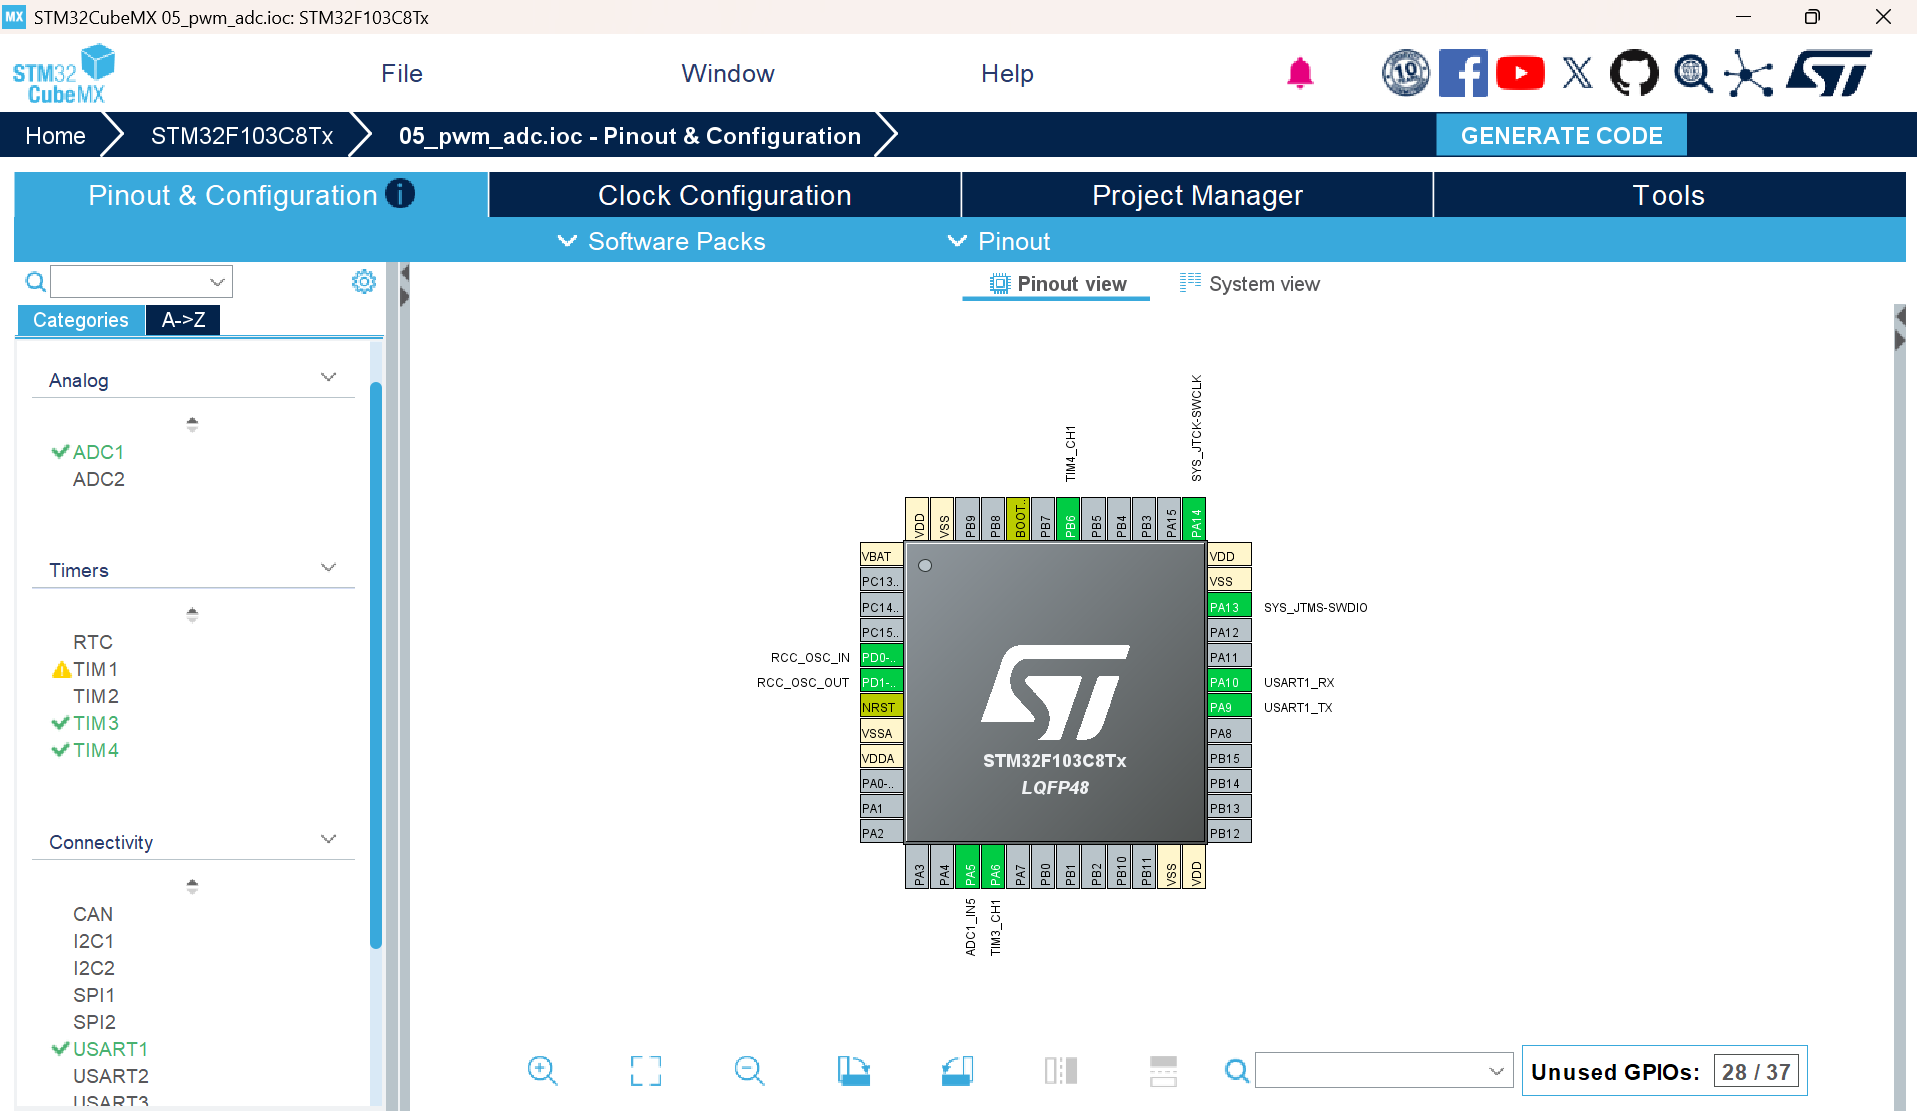 MX STM32CubeMX 05_pwm_adc.ioc: STM32F103C8Tx
STM32 CubeMX
File Window Help
10
ST
Home STM32F103C8Tx 05_pwm_adc.ioc - Pinout & Configuration GENERATE CODE
Pinout & Configuration i Clock Configuration Project Manager Tools
Software Packs Pinout
Pinout view System view
Categories A->Z
Analog
ADC1
ADC2
Timers
RTC
TIM1
TIM2
TIM3
TIM4
Connectivity
CAN
I2C1
I2C2
SPI1
SPI2
USART1
USART2
USART3
TIM4_CH1
SYS_JTCK-SWCLK
VDD VSS PB9 PB8 BOOT.. PB7 PB6 PB5 PB4 PB3 PA15 PA14
VBAT
PC13..
PC14..
PC15..
RCC_OSC_IN PD0-..
RCC_OSC_OUT PD1-..
NRST
VSSA
VDDA
PA0-..
PA1
PA2
ST
STM32F103C8Tx
LQFP48
VDD
VSS
PA13 SYS_JTMS-SWDIO
PA12
PA11
PA10 USART1_RX
PA9 USART1_TX
PA8
PB15
PB14
PB13
PB12
PA3 PA4 PA5 PA6 PA7 PB0 PB1 PB2 PB10 PB11 VSS VDD
ADC1_IN5
TIM3_CH1
Unused GPIOs: 28 / 37